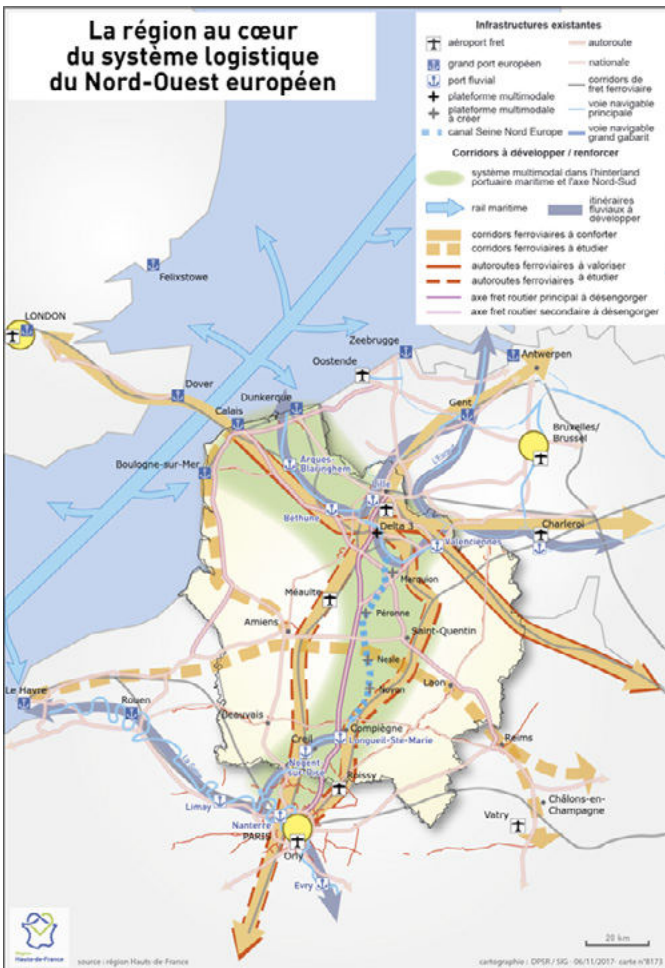 La région au cœur
du système logistique
du Nord-Ouest européen
Infrastructures existantes
aéroport fret
grand port européen
port fluvial
plateforme multimodale
plateforme multimodale
à créer
canal Seine Nord Europe
autoroute
nationale
corridors de
fret ferroviaire
voie navigable
principale
voie navigable
grand gabarit
Corridors à développer / renforcer
système multimodal dans l'hinterland
portuaire maritime et l'axe Nord-Sud
rail maritime
itinéraires
fluviaux à
développer
corridors ferroviaires à conforter
corridors ferroviaires à étudier
autoroutes ferroviaires à valoriser
autoroutes ferroviaires à étudier
axe fret routier principal à désengorger
axe fret routier secondaire à désengorger
Felixstowe
LONDON
Zeebrugge
Oostende
Antwerpen
Dover
Dunkerque
Calais
Gent
Bruxelles/
Brussel
L'Escaut
Boulogne-sur-Mer
Arques-
Blaringhem
Lille
Béthune
Delta 3
Charleroi
Valenciennes
Marquion
Méaulte
Péronne
Amiens
Saint-Quentin
Nesle
Le Havre
Rouen
Noyon
Laon
Beauvais
Compiègne
Creil
Longueil-Ste-Marie
Reims
Nogent
sur Oise
Roissy
Limay
Châlons-en-
Champagne
Vatry
Nanterre
PARIS
Orly
Evry
20 km
Région
Hauts-de-France
source : région Hauts-de-France
cartographie : DPSR / SIG - 06/11/2017- carte n°8173